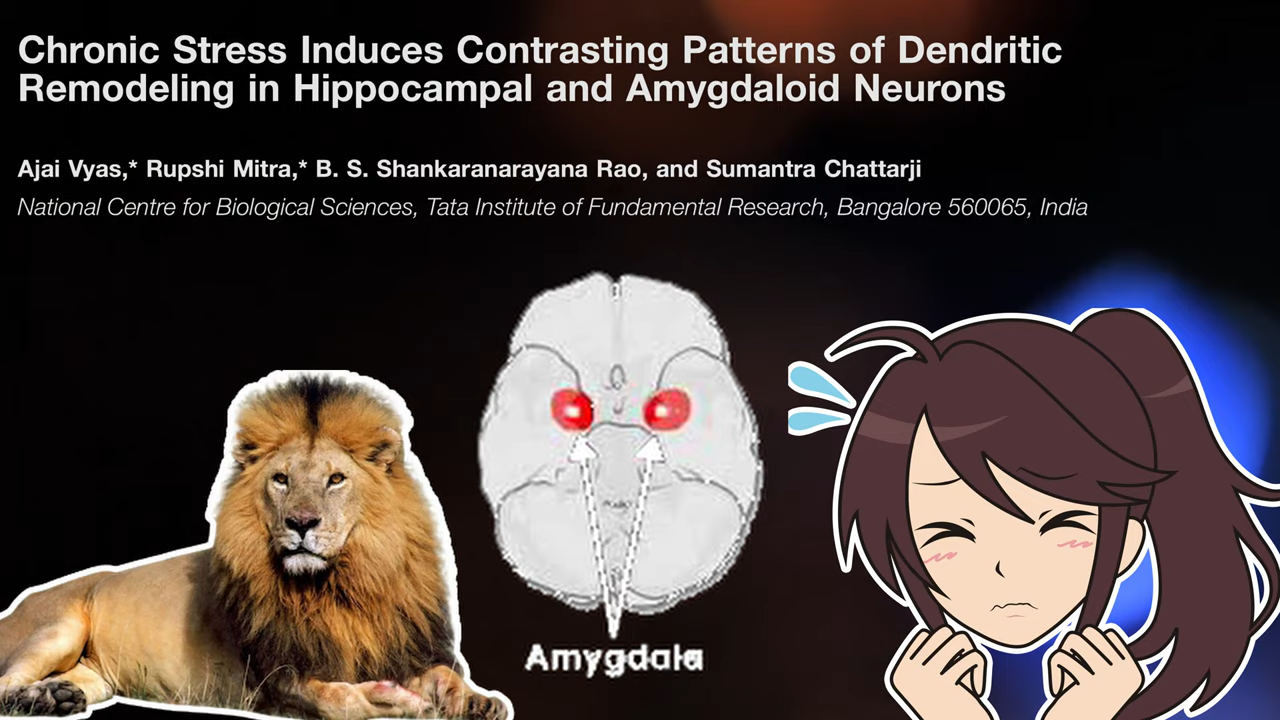 Chronic Stress Induces Contrasting Patterns of Dendritic
Remodeling in Hippocampal and Amygdaloid Neurons
Ajai Vyas,* Rupshi Mitra,* B. S. Shankaranarayana Rao, and Sumantra Chattarji
National Centre for Biological Sciences, Tata Institute of Fundamental Research, Bangalore 560065, India
Amygdala